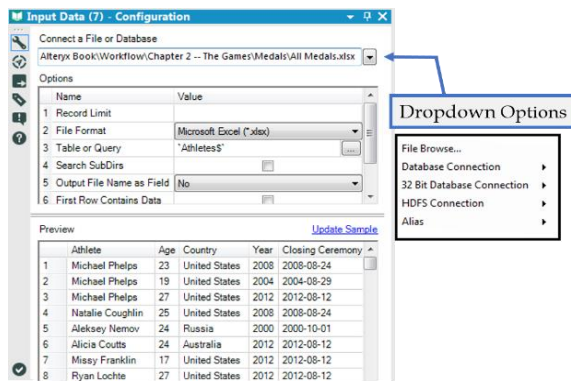 Input Data (7) - Configuration
Connect a File or Database
Alteryx Book\Workflow\Chapter 2 -- The Games\Medals\All Medals.xlsx
Options
Name Value
1 Record Limit
2 File Format Microsoft Excel (*.xlsx)
3 Table or Query `Athletes$` ...
4 Search SubDirs
5 Output File Name as Field No
6 First Row Contains Data
Preview Update Sample
Athlete Age Country Year Closing Ceremony
1 Michael Phelps 23 United States 2008 2008-08-24
2 Michael Phelps 19 United States 2004 2004-08-29
3 Michael Phelps 27 United States 2012 2012-08-12
4 Natalie Coughlin 25 United States 2008 2008-08-24
5 Aleksey Nemov 24 Russia 2000 2000-10-01
6 Alicia Coutts 24 Australia 2012 2012-08-12
7 Missy Franklin 17 United States 2012 2012-08-12
8 Ryan Lochte 27 United States 2012 2012-08-12
Dropdown Options
File Browse...
Database Connection
32 Bit Database Connection
HDFS Connection
Alias